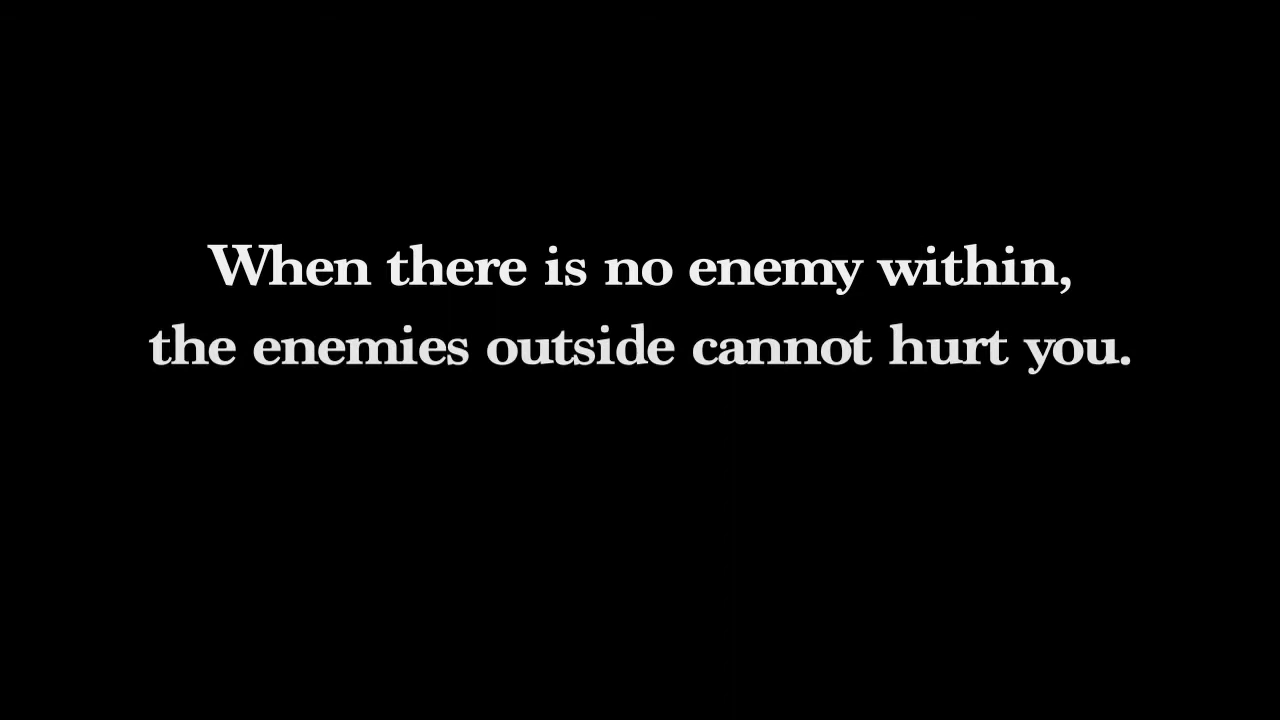 When there is no enemy within,
the enemies outside cannot hurt you.